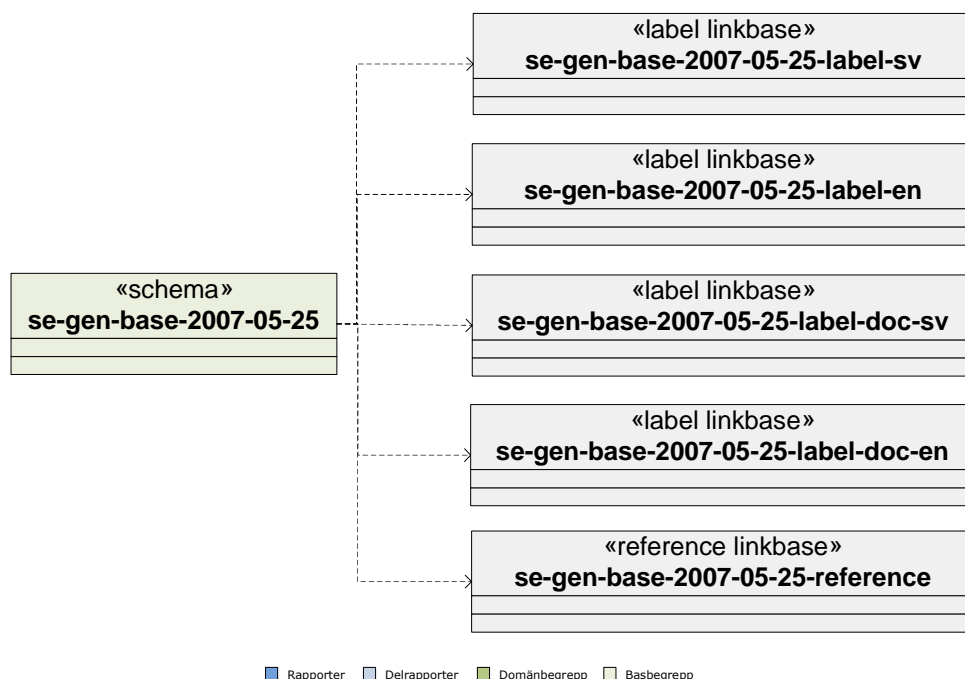 «label linkbase»
se-gen-base-2007-05-25-label-sv
«label linkbase»
se-gen-base-2007-05-25-label-en
«schema»
se-gen-base-2007-05-25
«label linkbase»
se-gen-base-2007-05-25-label-doc-sv
«label linkbase»
se-gen-base-2007-05-25-label-doc-en
«reference linkbase»
se-gen-base-2007-05-25-reference
Rapporter Delrapporter Domänbegrepp Basbegrepp